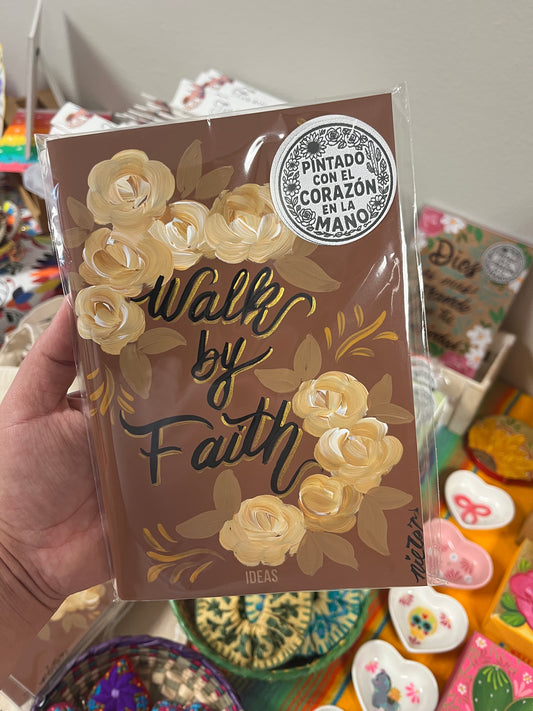 PINTADO
CON EL
CORAZÓN
EN LA
MANO
Walk
by
Faith
IDEAS
Dios